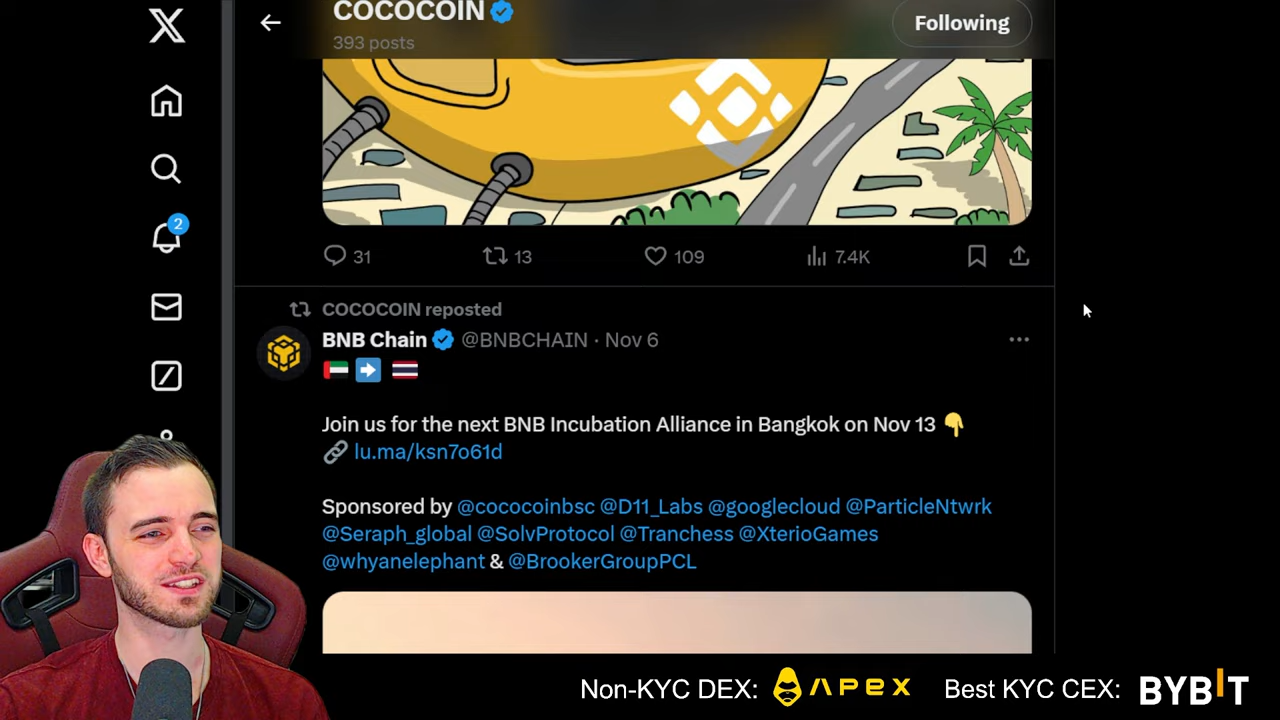 COCOCOIN
393 posts
Following
2
31
13
109
7.4K
COCOCOIN reposted
BNB Chain @BNBCHAIN · Nov 6
Join us for the next BNB Incubation Alliance in Bangkok on Nov 13
lu.ma/ksn7o61d
Sponsored by @cococoinbsc @D11_Labs @googlecloud @ParticleNtwrk
@Seraph_global @SolvProtocol @Tranchess @XterioGames
@whyanelephant & @BrookerGroupPCL
Non-KYC DEX: APEX Best KYC CEX: BYBIT